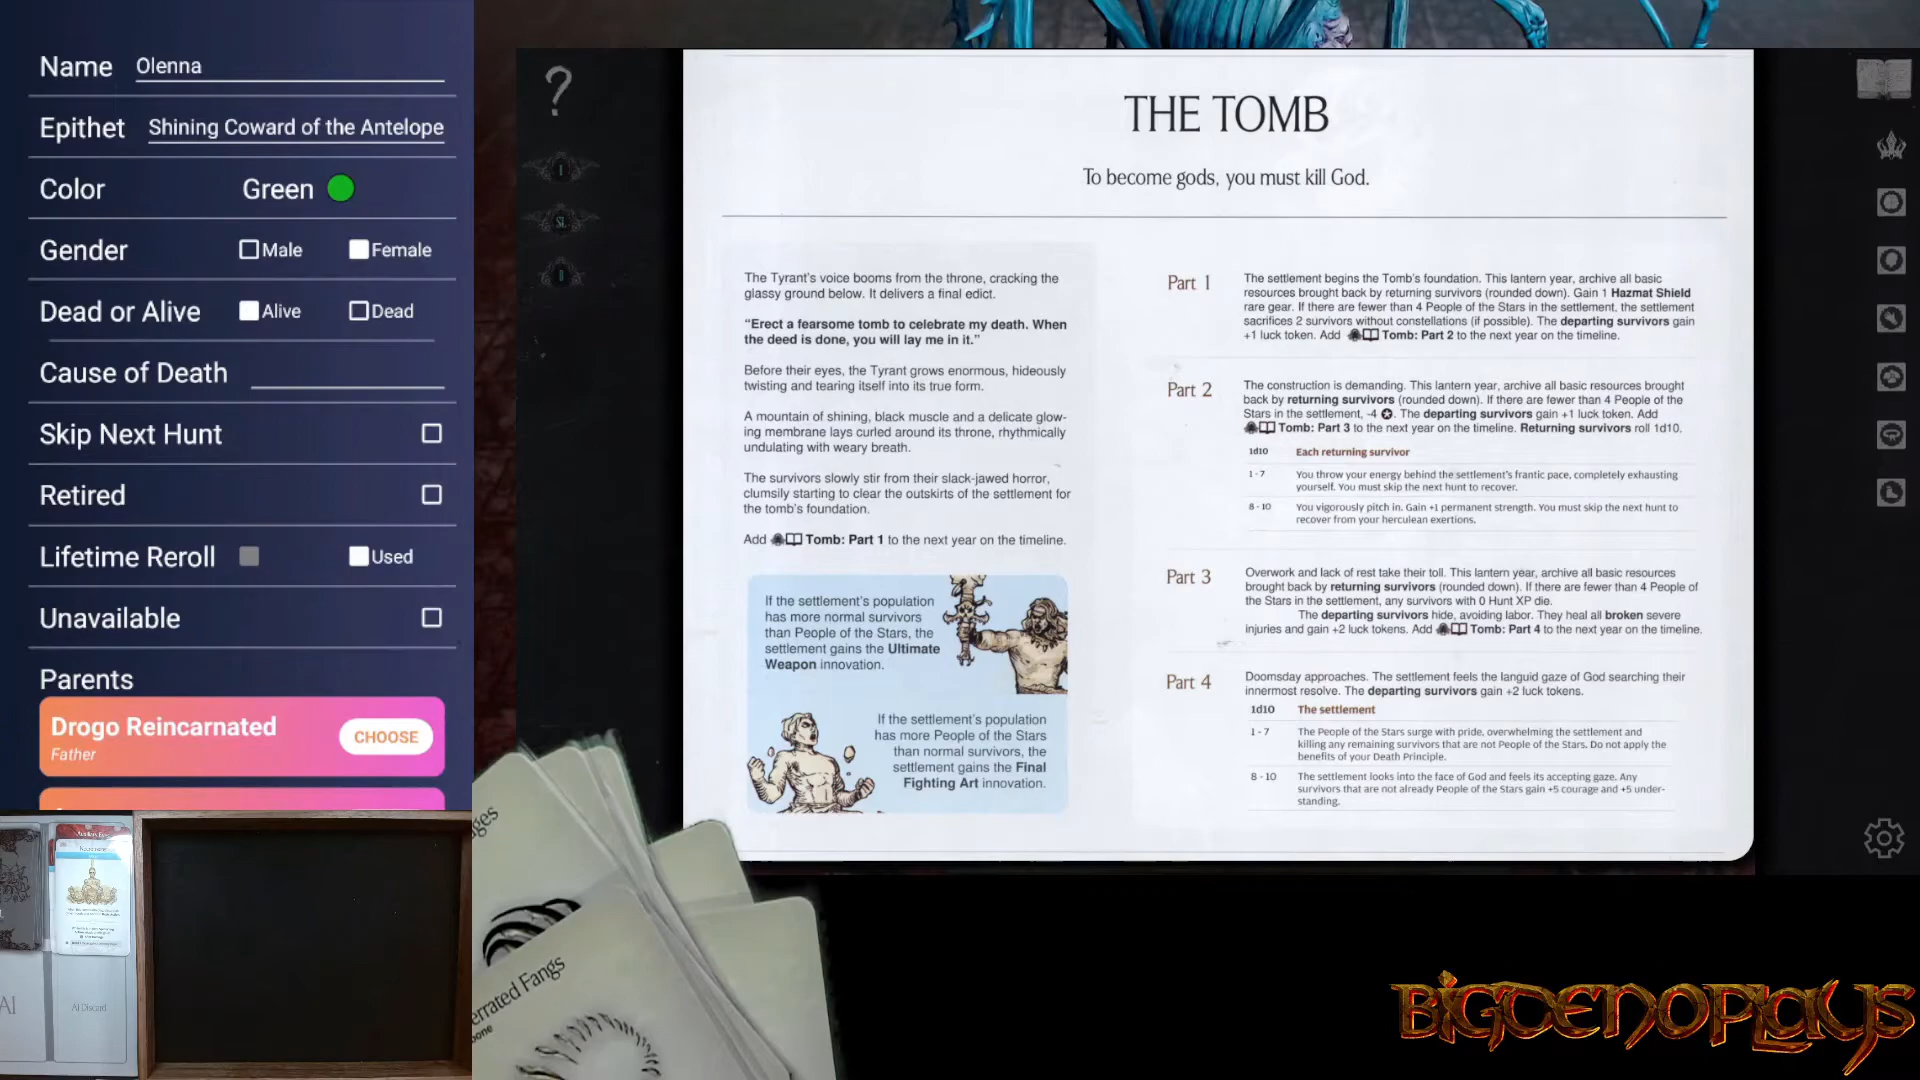 Name Olenna
Epithet Shining Coward of the Antelope
Color Green
Gender Male Female
Dead or Alive Alive Dead
Cause of Death
Skip Next Hunt
Retired
Lifetime Reroll Used
Unavailable
Parents
Drogo Reincarnated
Father
CHOOSE
THE TOMB
To become gods, you must kill God.
The Tyrant's voice booms from the throne, cracking the
glassy ground below. It delivers a final edict.
“Erect a fearsome tomb to celebrate my death. When
the deed is done, you will lay me in it.”
Before their eyes, the Tyrant grows enormous, hideously
twisting and tearing itself into its true form.
A mountain of shining, black muscle and a delicate glow-
ing membrane lays curled around its throne, rhythmically
undulating with weary breath.
The survivors slowly stir from their slack-jawed horror,
clumsily starting to clear the outskirts of the settlement for
the tomb's foundation.
Add Tomb: Part 1 to the next year on the timeline.
If the settlement's population
has more normal survivors
than People of the Stars, the
settlement gains the Ultimate
Weapon innovation.
If the settlement's population
has more People of the Stars
than normal survivors, the
settlement gains the Final
Fighting Art innovation.
Part 1
The settlement begins the Tomb's foundation. This lantern year, archive all basic
resources brought back by returning survivors (rounded down). Gain 1 Hazmat Shield
rare gear. If there are fewer than 4 People of the Stars in the settlement, the settlement
sacrifices 2 survivors without constellations (if possible). The departing survivors gain
+1 luck token. Add Tomb: Part 2 to the next year on the timeline.
Part 2
The construction is demanding. This lantern year, archive all basic resources brought
back by returning survivors (rounded down). If there are fewer than 4 People of the
Stars in the settlement, -4 . The departing survivors gain +1 luck token. Add
Tomb: Part 3 to the next year on the timeline. Returning survivors roll 1d10.
1d10 Each returning survivor
1 - 7 You throw your energy behind the settlement's frantic pace, completely exhausting
yourself. You must skip the next hunt to recover.
8 - 10 You vigorously pitch in. Gain +1 permanent strength. You must skip the next hunt to
recover from your herculean exertions.
Part 3
Overwork and lack of rest take their toll. This lantern year, archive all basic resources
brought back by returning survivors (rounded down). If there are fewer than 4 People of
the Stars in the settlement, any survivors with 0 Hunt XP die.
The departing survivors hide, avoiding labor. They heal all broken severe
injuries and gain +2 luck tokens. Add Tomb: Part 4 to the next year on the timeline.
Part 4
Doomsday approaches. The settlement feels the languid gaze of God searching their
innermost resolve. The departing survivors gain +2 luck tokens.
1d10 The settlement
1 - 7 The People of the Stars surge with pride, overwhelming the settlement and
killing any remaining survivors that are not People of the Stars. Do not apply the
benefits of your Death Principle.
8 - 10 The settlement looks into the face of God and feels its accepting gaze. Any
survivors that are not already People of the Stars gain +5 courage and +5 under-
standing.
AI
AI Discard
errated Fangs
bone
BIGDENOPLAYS